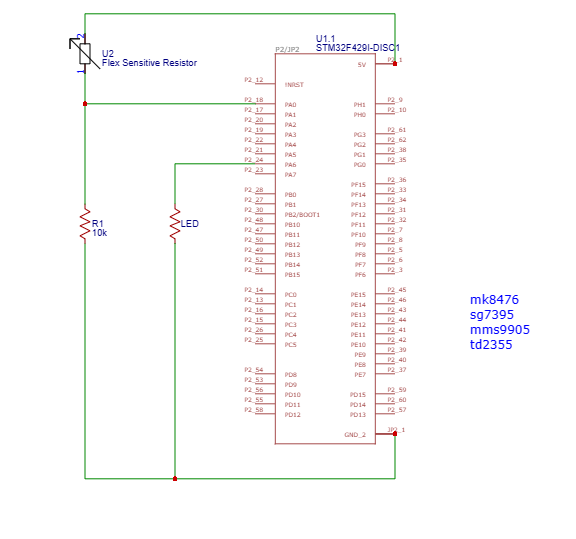 U1.1
P2/JP2
STM32F429I-DISC1
2
U2
Flex Sensitive Resistor
1
5V
P2_1
P2_12
INRST
P2_18
PA0
PH1
P2_9
P2_17
PA1
PH0
P2_10
P2_20
PA2
P2_19
PA3
PG3
P2_61
P2_22
PA4
PG2
P2_62
P2_21
PA5
PG1
P2_38
P2_24
PA6
PG0
P2_35
P2_23
PA7
PF15
P2_36
P2_28
PB0
PF14
P2_33
P2_27
PB1
PF13
P2_34
P2_30
PB2/BOOT1
PF12
P2_31
P2_48
PB10
PF11
P2_32
P2_47
PB11
PF10
P2_7
P2_50
PB12
PF9
P2_8
P2_49
PB13
PF8
P2_5
P2_52
PB14
PF7
P2_6
P2_51
PB15
PF6
P2_3
R1
10k
LED
P2_14
PC0
PE15
P2_45
P2_13
PC1
PE14
P2_46
P2_16
PC2
PE13
P2_43
P2_15
PC3
PE12
P2_44
P2_26
PC4
PE11
P2_41
P2_25
PC5
PE10
P2_42
PE9
P2_39
PE8
P2_40
P2_54
PD8
PE7
P2_37
P2_53
PD9
P2_56
PD10
PD15
P2_59
P2_55
PD11
PD14
P2_60
P2_58
PD12
PD13
P2_57
GND_2
JP2_1
mk8476
sg7395
mms9905
td2355